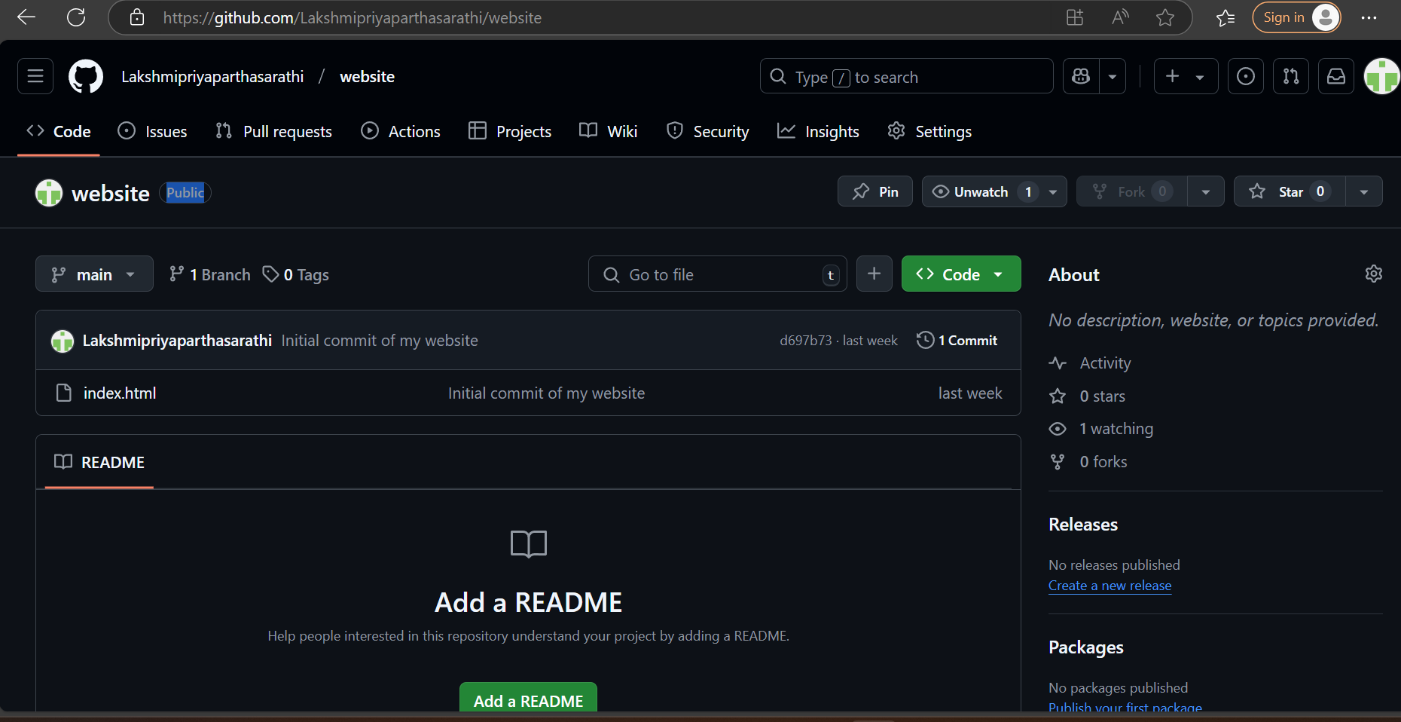 https://github.com/Lakshmipriyaparthasarathi/website
Sign in
Lakshmipriyaparthasarathi / website
Type / to search
Code Issues Pull requests Actions Projects Wiki Security Insights Settings
website Public
Pin Unwatch 1 Fork 0 Star 0
main 1 Branch 0 Tags
Go to file t
Code
Lakshmipriyaparthasarathi Initial commit of my website d697b73 · last week 1 Commit
index.html Initial commit of my website last week
README
Add a README
Help people interested in this repository understand your project by adding a README.
Add a README
About
No description, website, or topics provided.
Activity
0 stars
1 watching
0 forks
Releases
No releases published
Create a new release
Packages
No packages published
Publish your first package